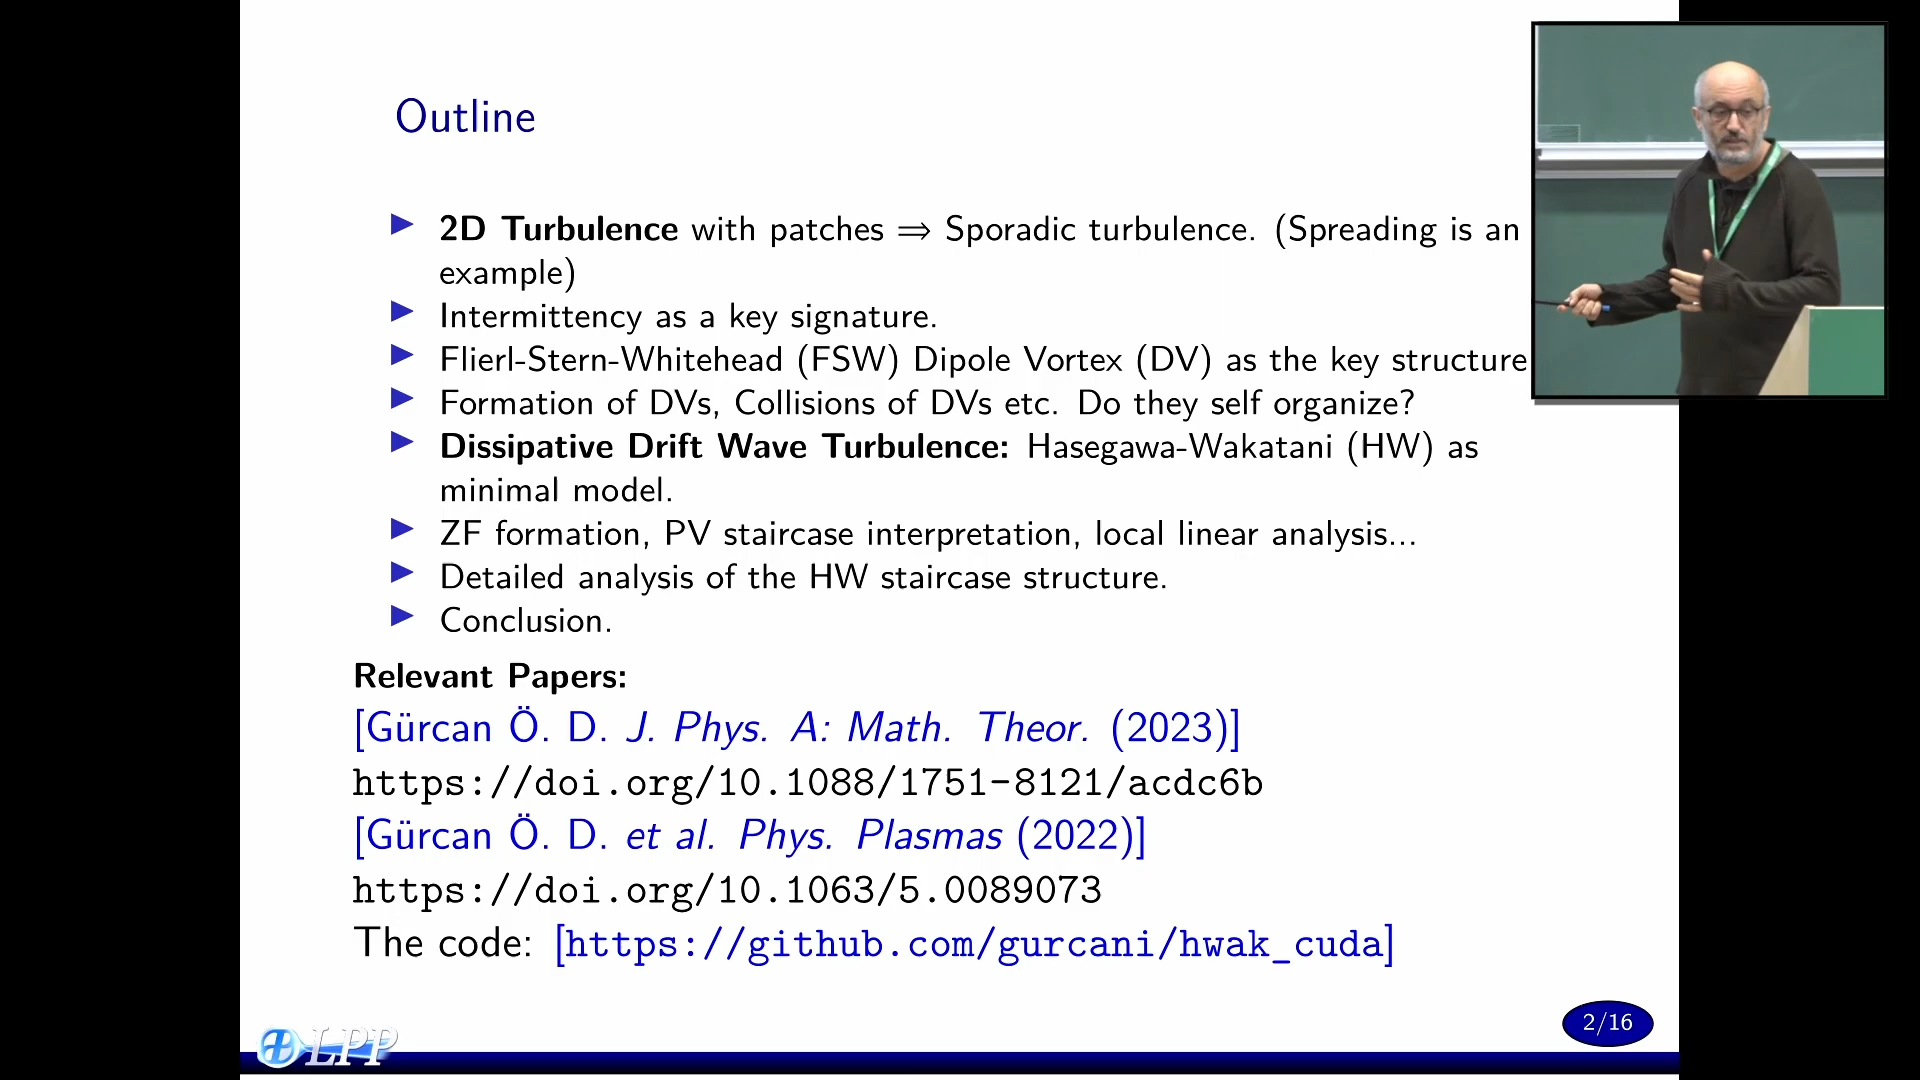 Outline
▶ 2D Turbulence with patches ⇒ Sporadic turbulence. (Spreading is an
example)
▶ Intermittency as a key signature.
▶ Flierl-Stern-Whitehead (FSW) Dipole Vortex (DV) as the key structure
▶ Formation of DVs, Collisions of DVs etc. Do they self organize?
▶ Dissipative Drift Wave Turbulence: Hasegawa-Wakatani (HW) as
minimal model.
▶ ZF formation, PV staircase interpretation, local linear analysis...
▶ Detailed analysis of the HW staircase structure.
▶ Conclusion.
Relevant Papers:
[Gürcan Ö. D. J. Phys. A: Math. Theor. (2023)]
https://doi.org/10.1088/1751-8121/acdc6b
[Gürcan Ö. D. et al. Phys. Plasmas (2022)]
https://doi.org/10.1063/5.0089073
The code: [https://github.com/gurcani/hwak_cuda]
LPP
2/16